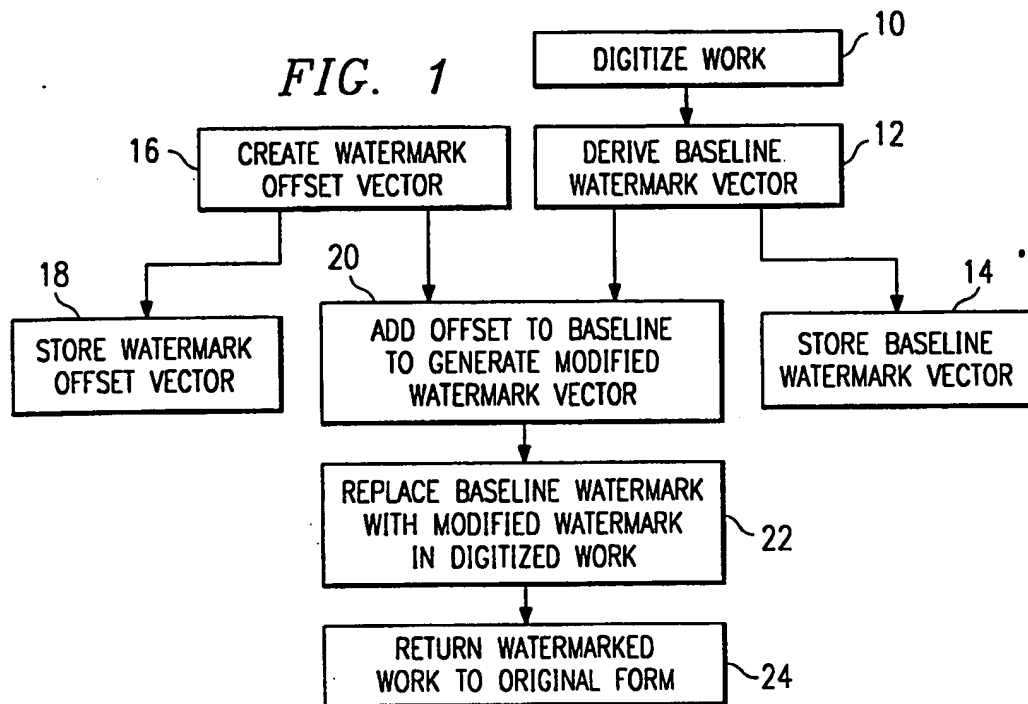 FIG. 1
10
DIGITIZE WORK
16
CREATE WATERMARK
OFFSET VECTOR
DERIVE BASELINE
WATERMARK VECTOR
12
18
STORE WATERMARK
OFFSET VECTOR
20
ADD OFFSET TO BASELINE
TO GENERATE MODIFIED
WATERMARK VECTOR
14
STORE BASELINE
WATERMARK VECTOR
REPLACE BASELINE WATERMARK
WITH MODIFIED WATERMARK
IN DIGITIZED WORK
22
RETURN WATERMARKED
WORK TO ORIGINAL FORM
24